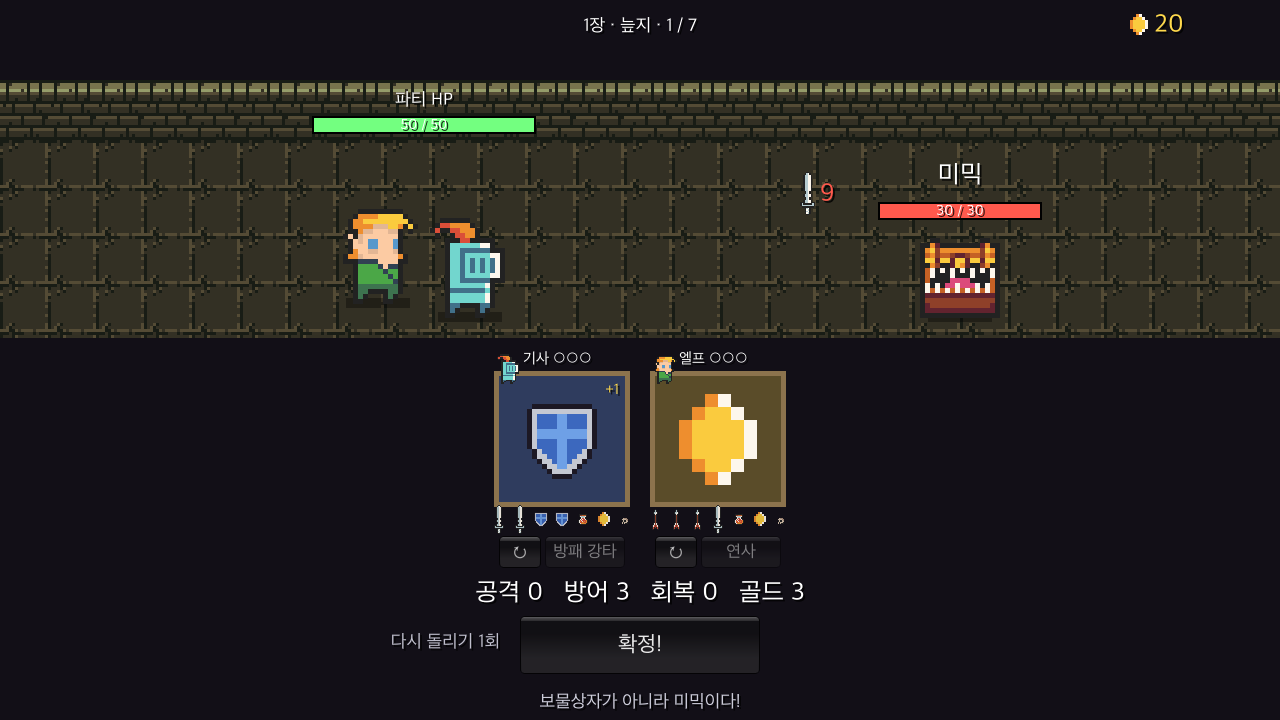 1장 · 늪지 · 1 / 7
20
파티 HP
50 / 50
9
미믹
30 / 30
기사 ○○○
엘프 ○○○
+1
↻ 방패 강타
↻ 연사
공격 0 방어 3 회복 0 골드 3
다시 돌리기 1회
확정!
보물상자가 아니라 미믹이다!